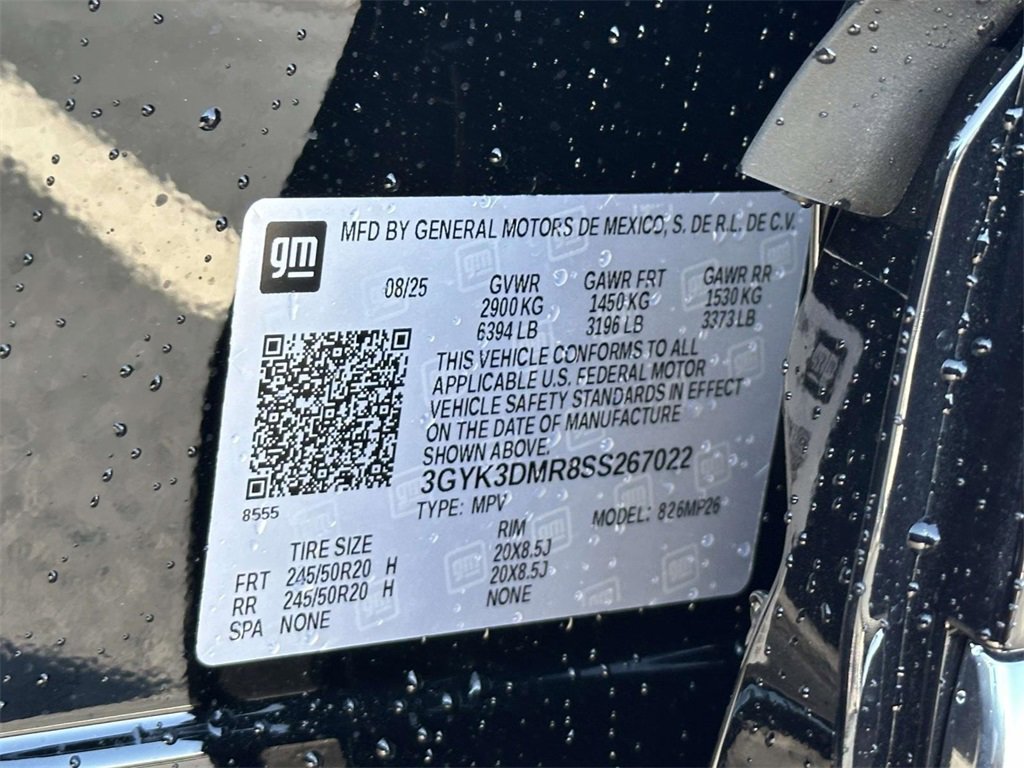 gm
MFD BY GENERAL MOTORS DE MEXICO, S. DE R.L. DE C.V.
08/25 GVWR GAWR FRT GAWR RR
2900 KG 1450 KG 1530 KG
6394 LB 3196 LB 3373 LB
THIS VEHICLE CONFORMS TO ALL
APPLICABLE U.S. FEDERAL MOTOR
VEHICLE SAFETY STANDARDS IN EFFECT
ON THE DATE OF MANUFACTURE
SHOWN ABOVE.
3GYK3DMR8SS267022
8555
TYPE: MPV MODEL: 826MP26
TIRE SIZE RIM
FRT 245/50R20 H 20X8.5J
RR 245/50R20 H 20X8.5J
SPA NONE NONE